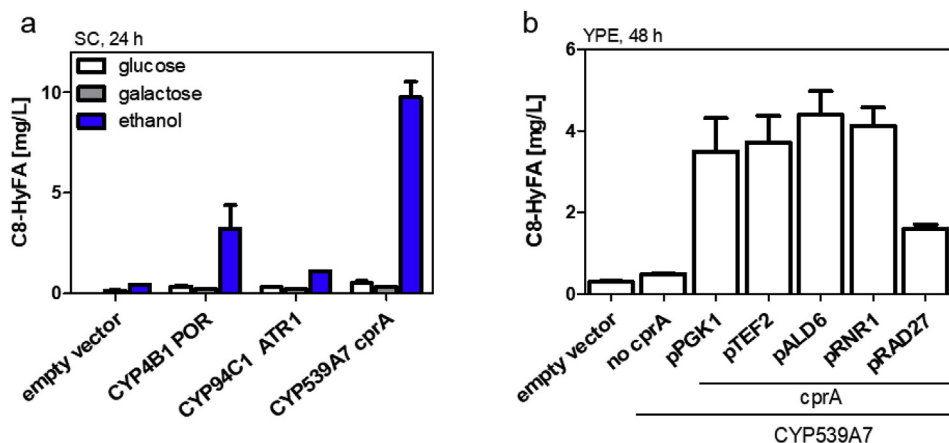 a
SC, 24 h
glucose
galactose
ethanol
C8-HyFA [mg/L]
10
5
0
empty vector
CYP4B1 POR
CYP94C1 ATR1
CYP539A7 cprA
b
YPE, 48 h
C8-HyFA [mg/L]
6
4
2
0
empty vector
no cprA
pPGK1
pTEF2
pALD6
pRNR1
pRAD27
cprA
CYP539A7